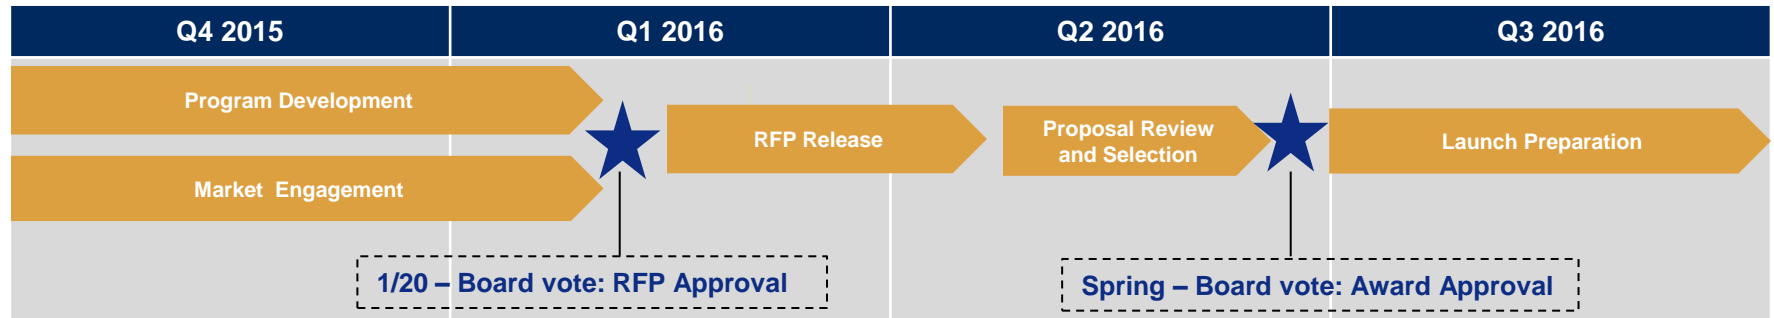 Q4 2015
Q1 2016
Q2 2016
Q3 2016
Program Development
Market Engagement
RFP Release
Proposal Review
and Selection
Launch Preparation
1/20 – Board vote: RFP Approval
Spring – Board vote: Award Approval